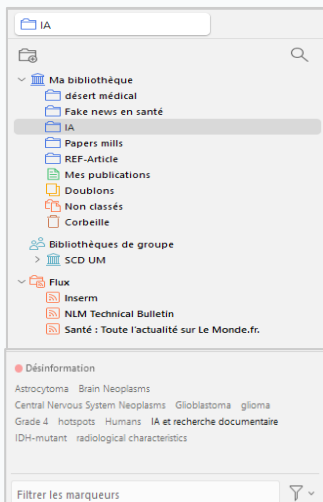 IA
Ma bibliothèque
désert médical
Fake news en santé
IA
Papers mills
REF-Article
Mes publications
Doublons
Non classés
Corbeille
Bibliothèques de groupe
SCD UM
Flux
Inserm
NLM Technical Bulletin
Santé : Toute l'actualité sur Le Monde.fr.
Désinformation
Astrocytoma Brain Neoplasms
Central Nervous System Neoplasms Glioblastoma glioma
Grade 4 hotspots Humans IA et recherche documentaire
IDH-mutant radiological characteristics
Filtrer les marqueurs